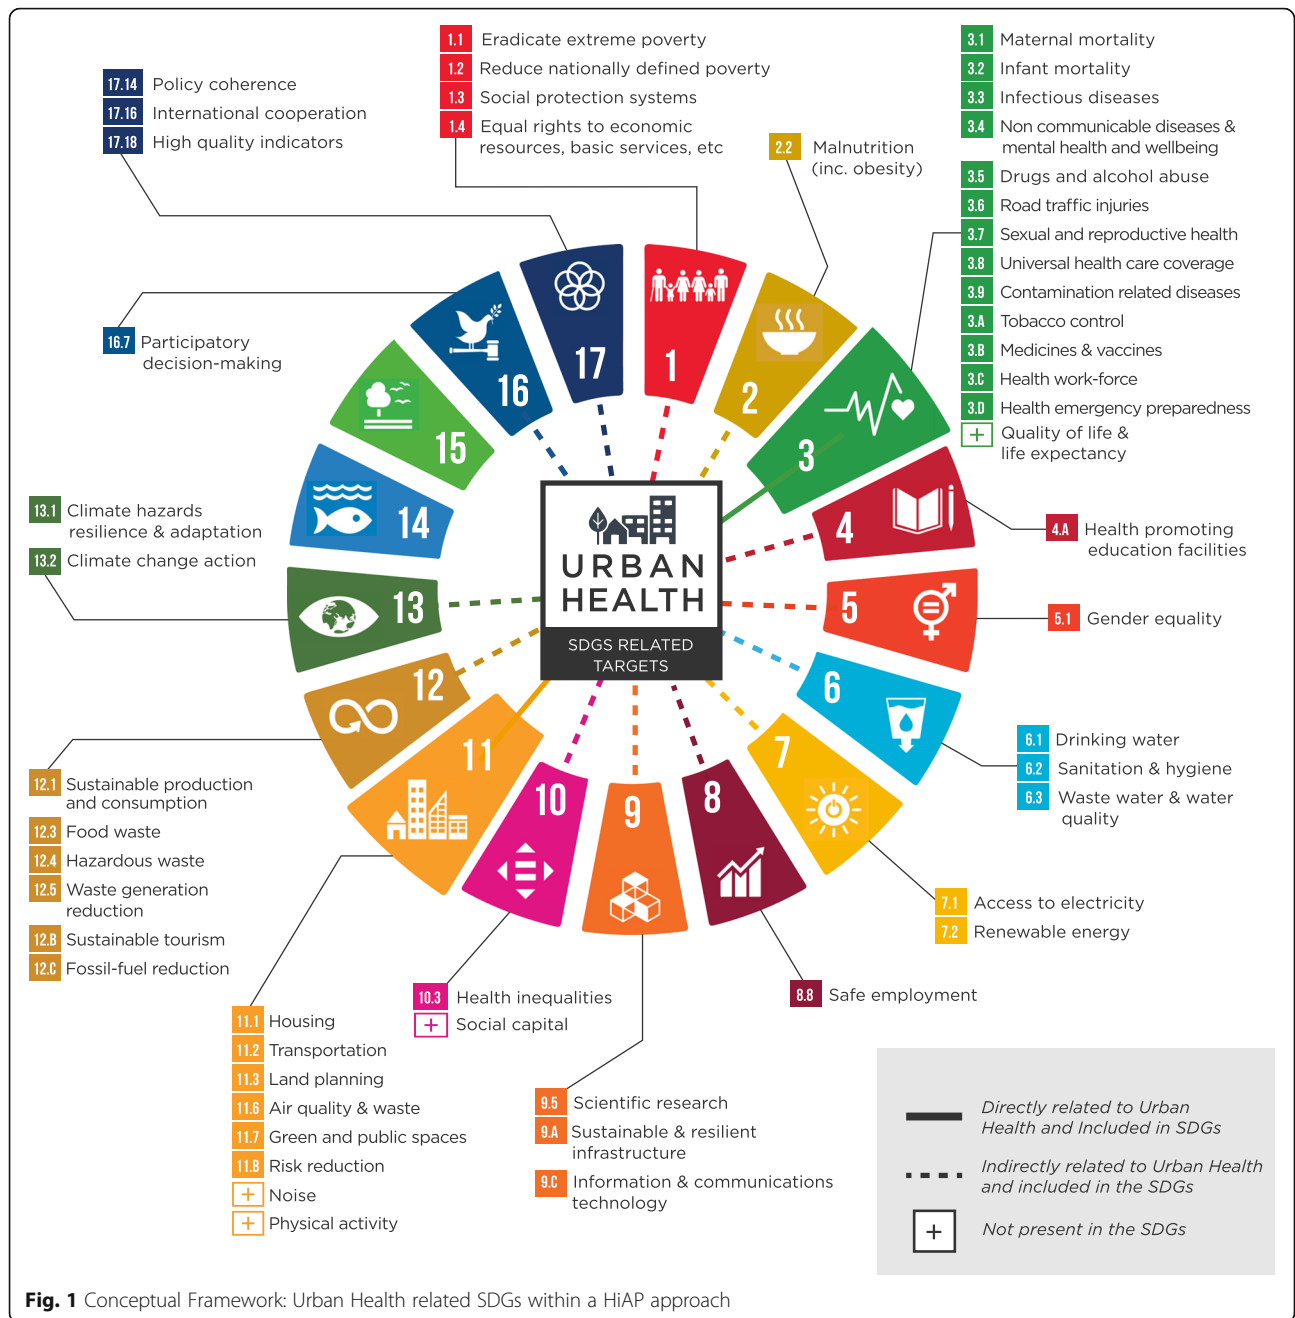 1.1 Eradicate extreme poverty
1.2 Reduce nationally defined poverty
1.3 Social protection systems
1.4 Equal rights to economic
resources, basic services, etc
17.14 Policy coherence
17.16 International cooperation
17.18 High quality indicators
2.2 Malnutrition
(inc. obesity)
3.1 Maternal mortality
3.2 Infant mortality
3.3 Infectious diseases
3.4 Non communicable diseases &
mental health and wellbeing
3.5 Drugs and alcohol abuse
3.6 Road traffic injuries
3.7 Sexual and reproductive health
3.8 Universal health care coverage
3.9 Contamination related diseases
3.A Tobacco control
3.B Medicines & vaccines
3.C Health work-force
3.D Health emergency preparedness
+ Quality of life &
life expectancy
16.7 Participatory
decision-making
17
1
2
16
3
15
4
14
5
13
6
12
7
11
8
10
9
URBAN
HEALTH
SDGS RELATED
TARGETS
13.1 Climate hazards
resilience & adaptation
13.2 Climate change action
4.A Health promoting
education facilities
5.1 Gender equality
6.1 Drinking water
6.2 Sanitation & hygiene
6.3 Waste water & water
quality
12.1 Sustainable production
and consumption
12.3 Food waste
12.4 Hazardous waste
12.5 Waste generation
reduction
12.B Sustainable tourism
12.C Fossil-fuel reduction
7.1 Access to electricity
7.2 Renewable energy
8.8 Safe employment
10.3 Health inequalities
+ Social capital
11.1 Housing
11.2 Transportation
11.3 Land planning
11.6 Air quality & waste
11.7 Green and public spaces
11.B Risk reduction
+ Noise
+ Physical activity
9.5 Scientific research
9.A Sustainable & resilient
infrastructure
9.C Information & communications
technology
Directly related to Urban
Health and Included in SDGs
Indirectly related to Urban Health
and included in the SDGs
+ Not present in the SDGs
Fig. 1 Conceptual Framework: Urban Health related SDGs within a HiAP approach